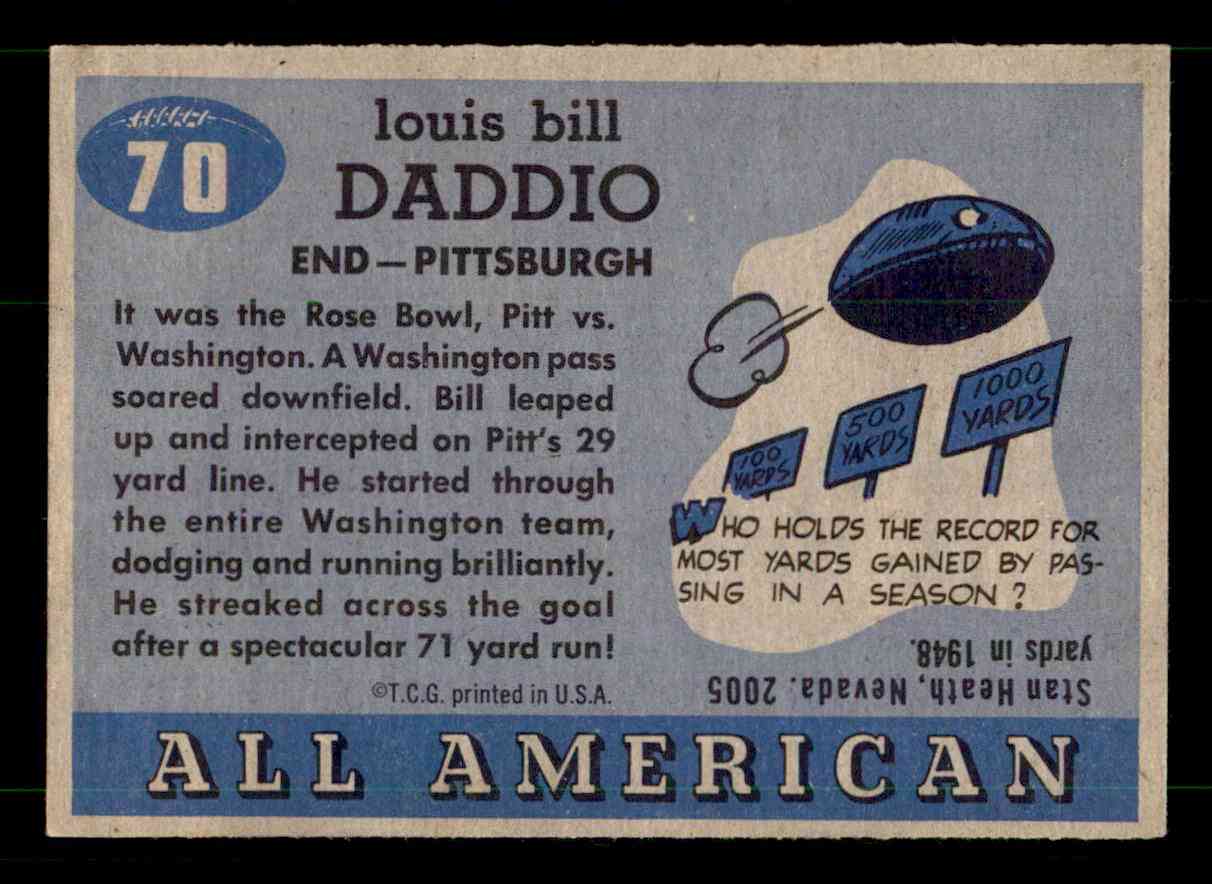 70
louis bill
DADDIO
END—PITTSBURGH
It was the Rose Bowl, Pitt vs.
Washington. A Washington pass
soared downfield. Bill leaped
up and intercepted on Pitt's 29
yard line. He started through
the entire Washington team,
dodging and running brilliantly.
He streaked across the goal
after a spectacular 71 yard run!
©T.C.G. printed in U.S.A.
100
YARDS
500
YARDS
1000
YARDS
WHO HOLDS THE RECORD FOR
MOST YARDS GAINED BY PAS-
SING IN A SEASON?
Stan Heath, Nevada. 2005
yards in 1948.
ALL AMERICAN